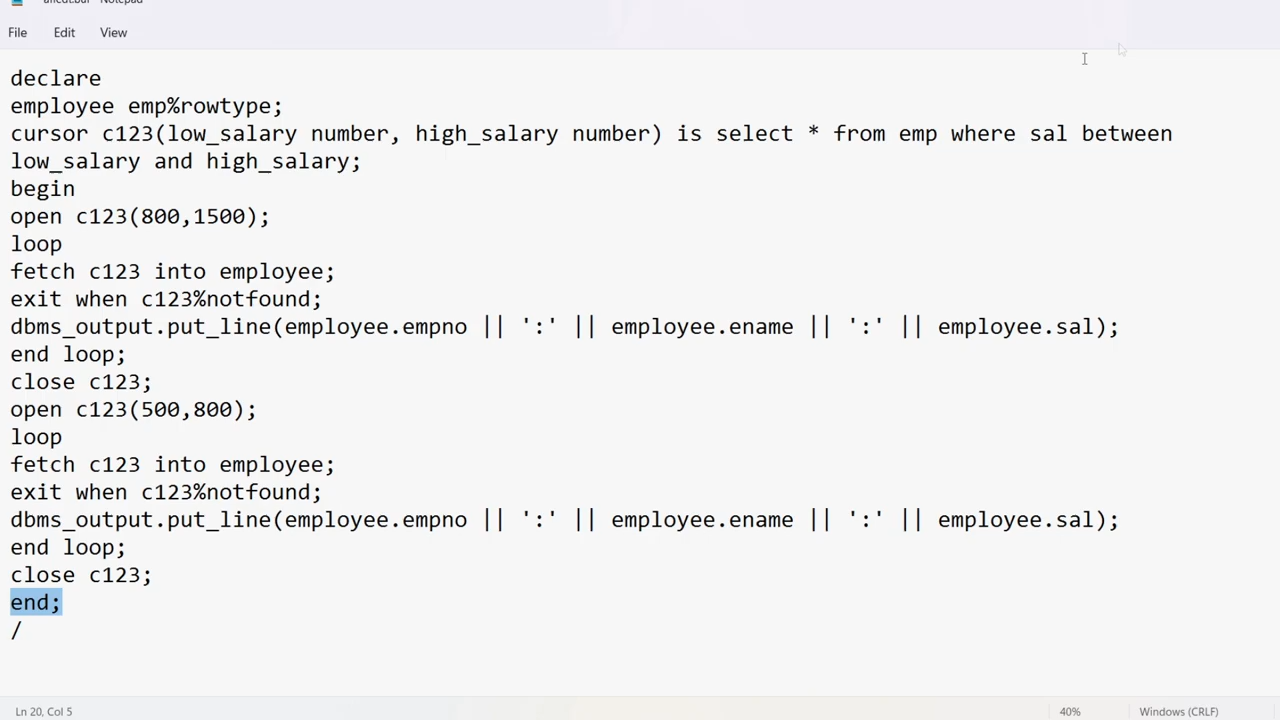 afiedt.buf - Notepad
File Edit View
declare
employee emp%rowtype;
cursor c123(low_salary number, high_salary number) is select * from emp where sal between
low_salary and high_salary;
begin
open c123(800,1500);
loop
fetch c123 into employee;
exit when c123%notfound;
dbms_output.put_line(employee.empno || ':' || employee.ename || ':' || employee.sal);
end loop;
close c123;
open c123(500,800);
loop
fetch c123 into employee;
exit when c123%notfound;
dbms_output.put_line(employee.empno || ':' || employee.ename || ':' || employee.sal);
end loop;
close c123;
end;
/
Ln 20, Col 5 40% Windows (CRLF)